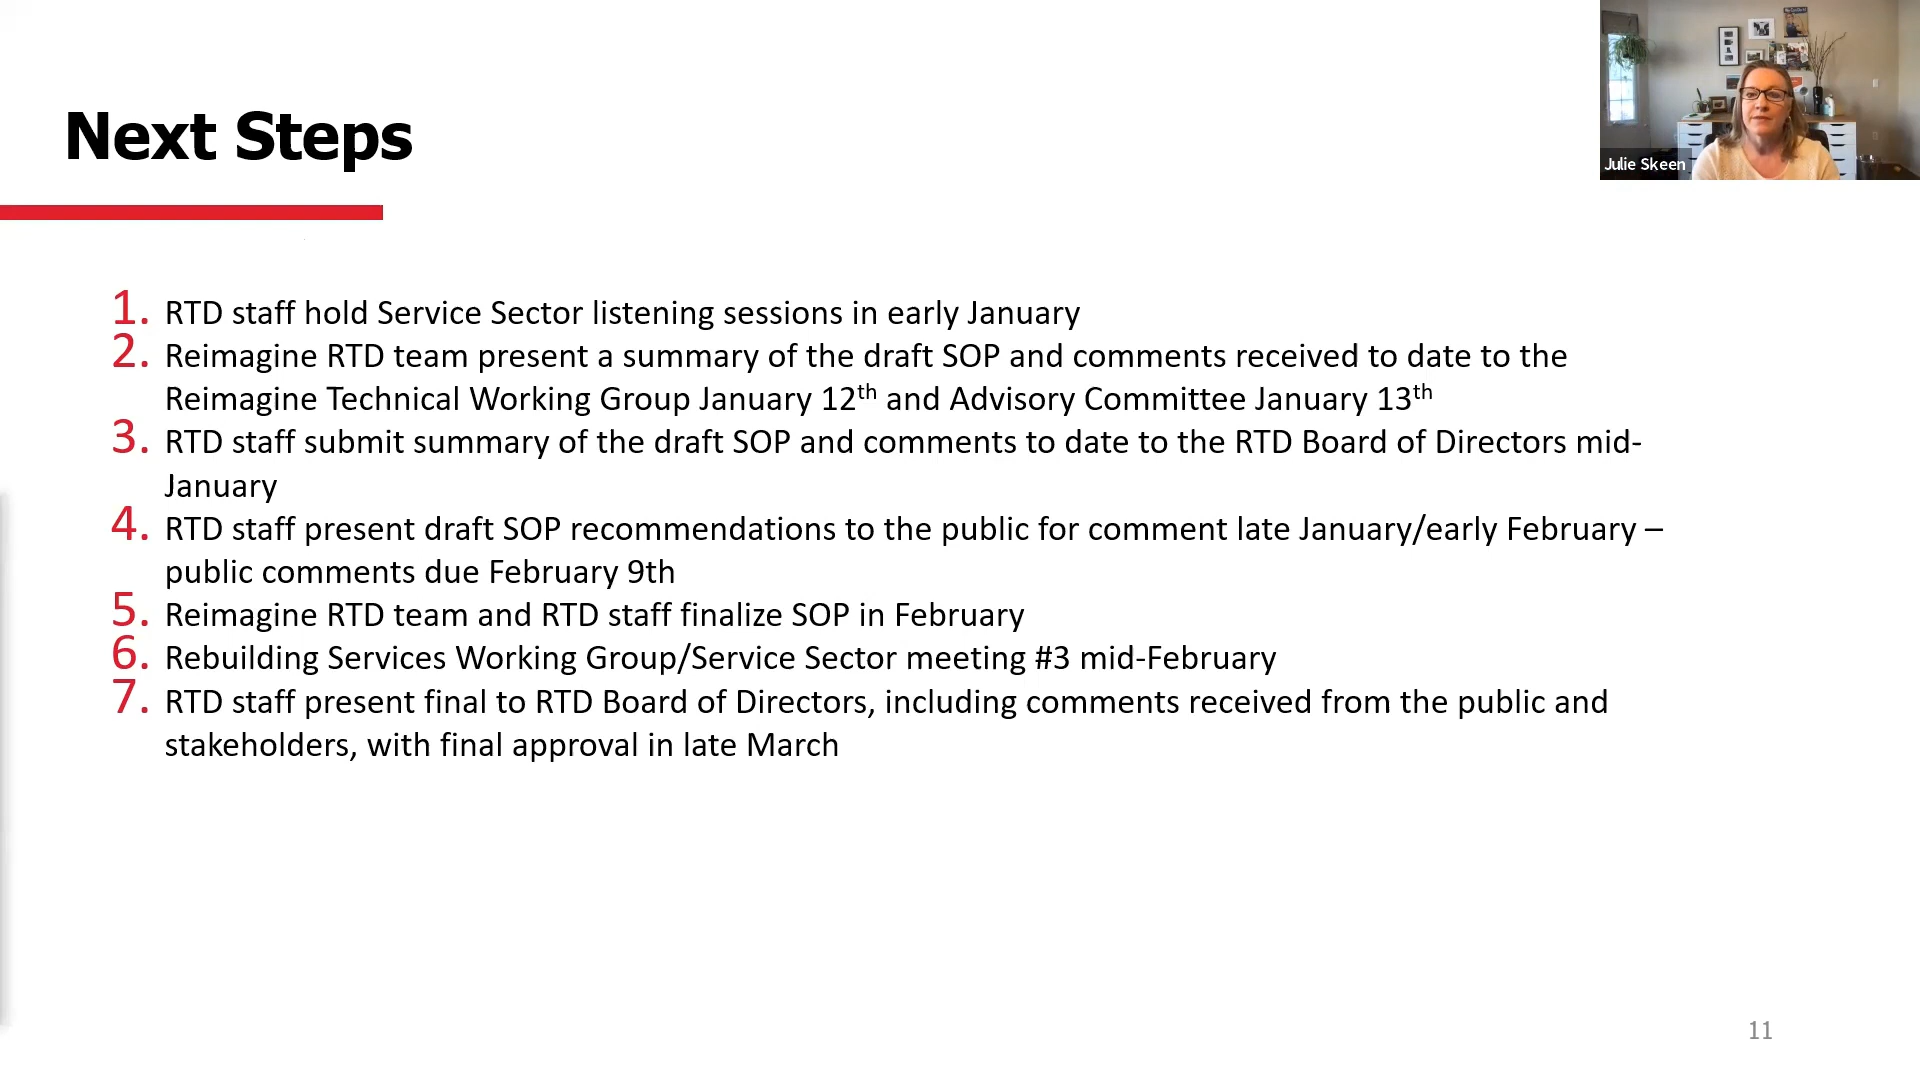 Next Steps
Julie Skeen
1. RTD staff hold Service Sector listening sessions in early January
2. Reimagine RTD team present a summary of the draft SOP and comments received to date to the
Reimagine Technical Working Group January 12th and Advisory Committee January 13th
3. RTD staff submit summary of the draft SOP and comments to date to the RTD Board of Directors mid-
January
4. RTD staff present draft SOP recommendations to the public for comment late January/early February –
public comments due February 9th
5. Reimagine RTD team and RTD staff finalize SOP in February
6. Rebuilding Services Working Group/Service Sector meeting #3 mid-February
7. RTD staff present final to RTD Board of Directors, including comments received from the public and
stakeholders, with final approval in late March
11